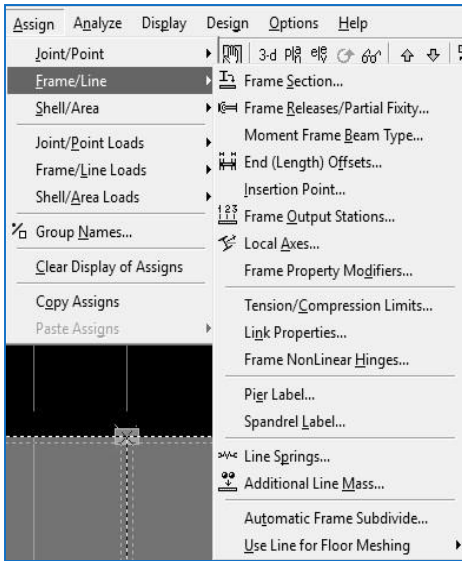 Assign Analyze Display Design Options Help
Joint/Point
Frame/Line
Shell/Area
Joint/Point Loads
Frame/Line Loads
Shell/Area Loads
Group Names...
Clear Display of Assigns
Copy Assigns
Paste Assigns
3-d
Frame Section...
Frame Releases/Partial Fixity...
Moment Frame Beam Type...
End (Length) Offsets...
Insertion Point...
123
Frame Output Stations...
Local Axes...
Frame Property Modifiers...
Tension/Compression Limits...
Link Properties...
Frame NonLinear Hinges...
Pier Label...
Spandrel Label...
Line Springs...
Additional Line Mass...
Automatic Frame Subdivide...
Use Line for Floor Meshing